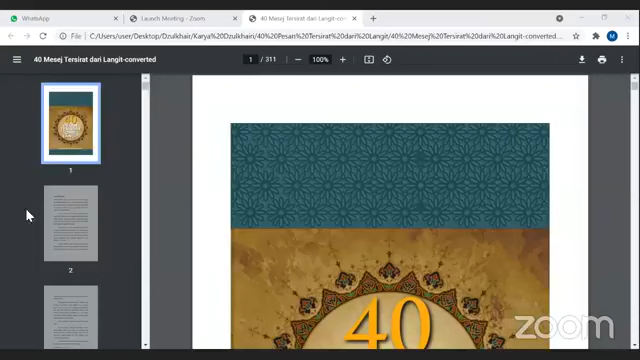 WhatsApp
Launch Meeting - Zoom
40 Mesej Tersirat dari Langit-con
File
C:/Users/user/Desktop/Dzulkhair/Karya%20Dzulkhairi/40%20Pesan%20Tersirat%20dari%20Langit/40%20Mesej%20Tersirat%20dari%20Langit-converted...
M
40 Mesej Tersirat dari Langit-converted
1 / 311
100%
1
2
40
zoom